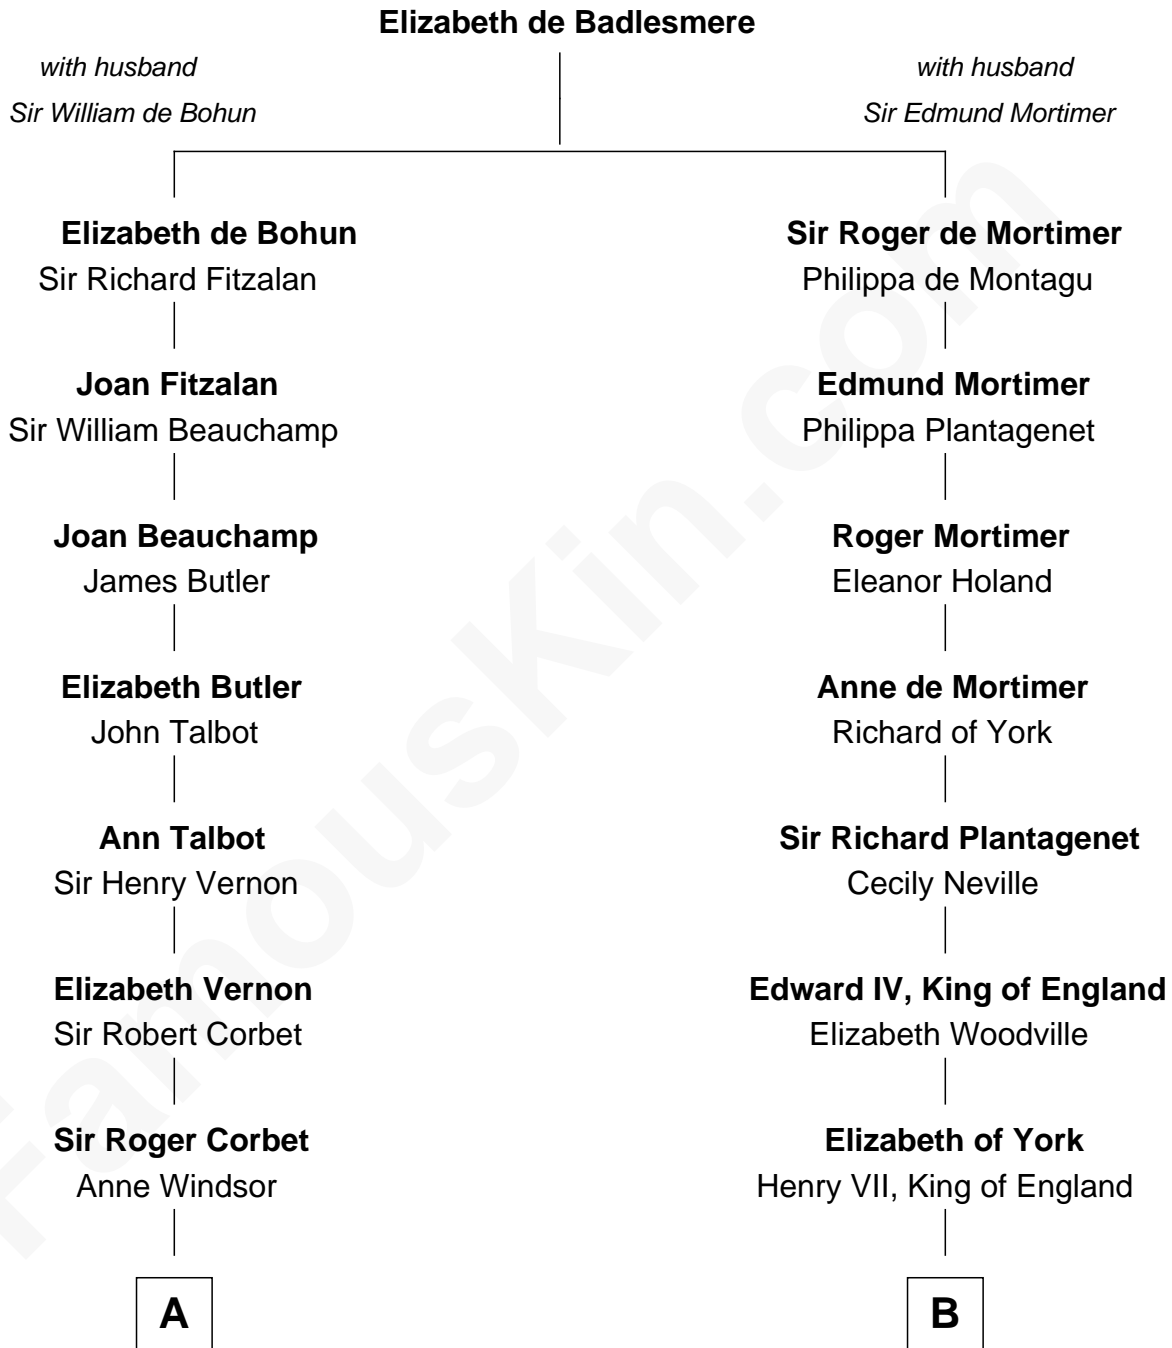 Elizabeth de Badlesmere
with husband
Sir William de Bohun
with husband
Sir Edmund Mortimer
Elizabeth de Bohun
Sir Richard Fitzalan
Sir Roger de Mortimer
Philippa de Montagu
Joan Fitzalan
Sir William Beauchamp
Edmund Mortimer
Philippa Plantagenet
Joan Beauchamp
James Butler
Roger Mortimer
Eleanor Holand
Elizabeth Butler
John Talbot
Anne de Mortimer
Richard of York
Ann Talbot
Sir Henry Vernon
Sir Richard Plantagenet
Cecily Neville
Elizabeth Vernon
Sir Robert Corbet
Edward IV, King of England
Elizabeth Woodville
Sir Roger Corbet
Anne Windsor
Elizabeth of York
Henry VII, King of England
A
B
FamousKin.com